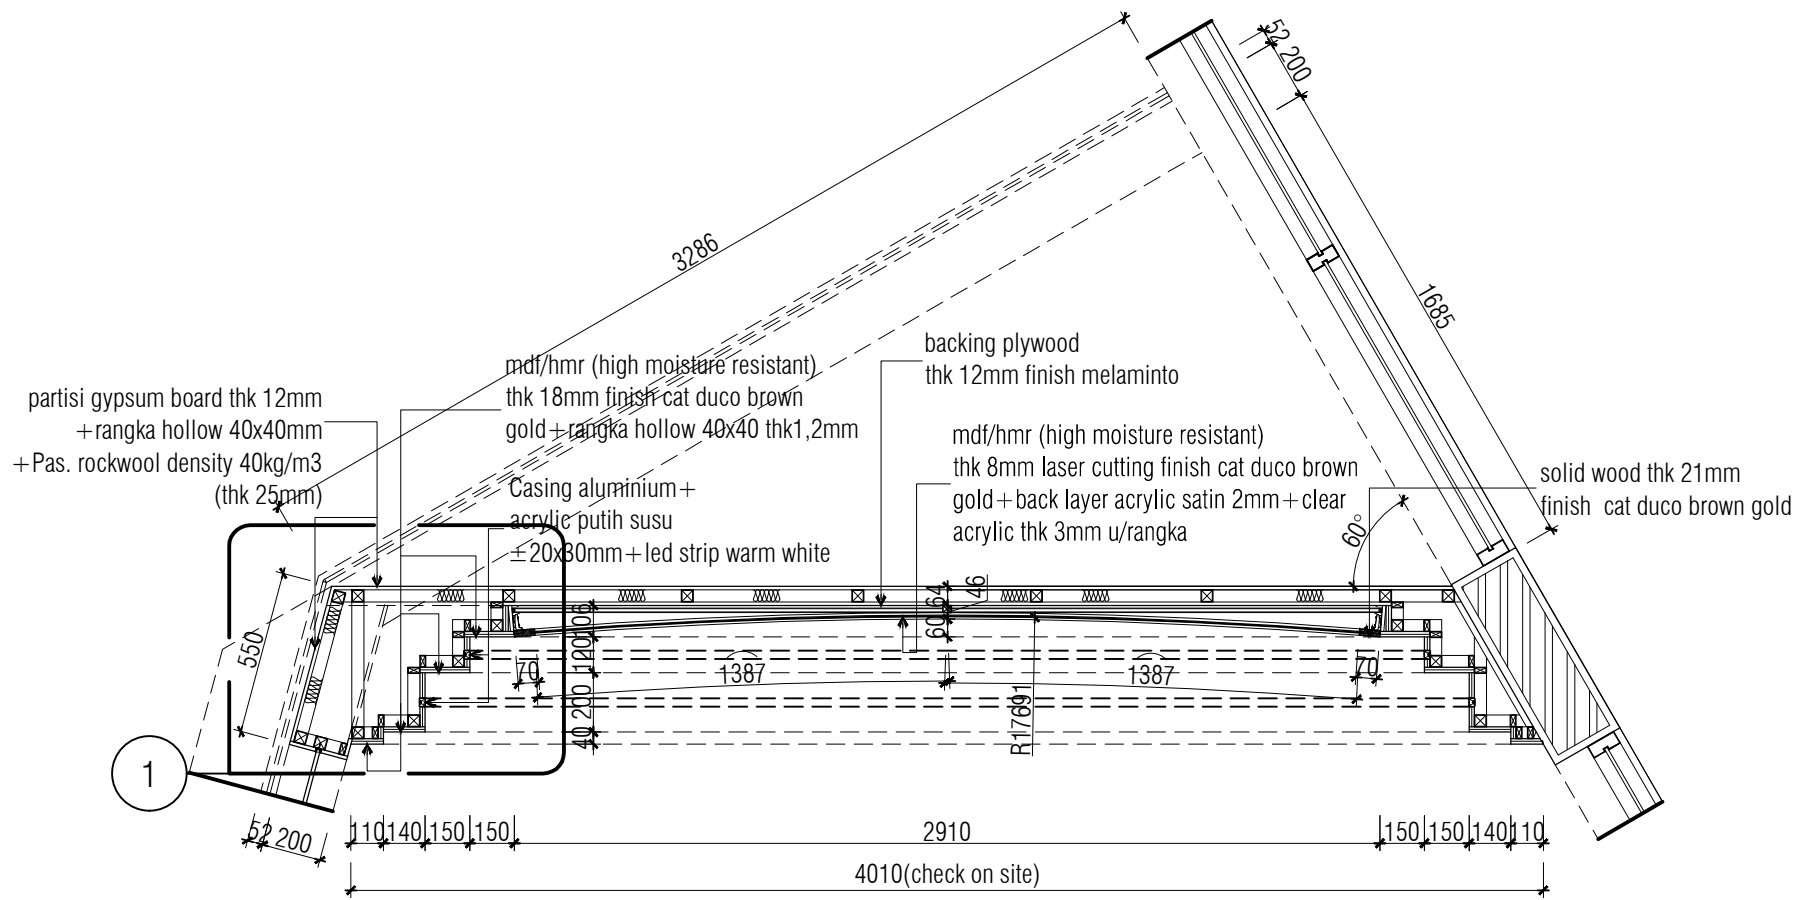 52
200
3286
1685
backing plywood
thk 12mm finish melaminto
mdf/hmr (high moisture resistant)
thk 18mm finish cat duco brown
gold+rangka hollow 40x40 thk1,2mm
partisi gypsum board thk 12mm
+rangka hollow 40x40mm
+Pas. rockwool density 40kg/m3
(thk 25mm)
mdf/hmr (high moisture resistant)
thk 8mm laser cutting finish cat duco brown
gold+back layer acrylic satin 2mm+clear
acrylic thk 3mm u/rangka
solid wood thk 21mm
finish cat duco brown gold
Casing aluminium+
acrylic putih susu
±20x30mm+led strip warm white
60°
46
64
60
106
120
200
40
550
70
1387
1387
70
R17691
1
52
200
110 140 150 150 2910 150 150 140 110
4010(check on site)